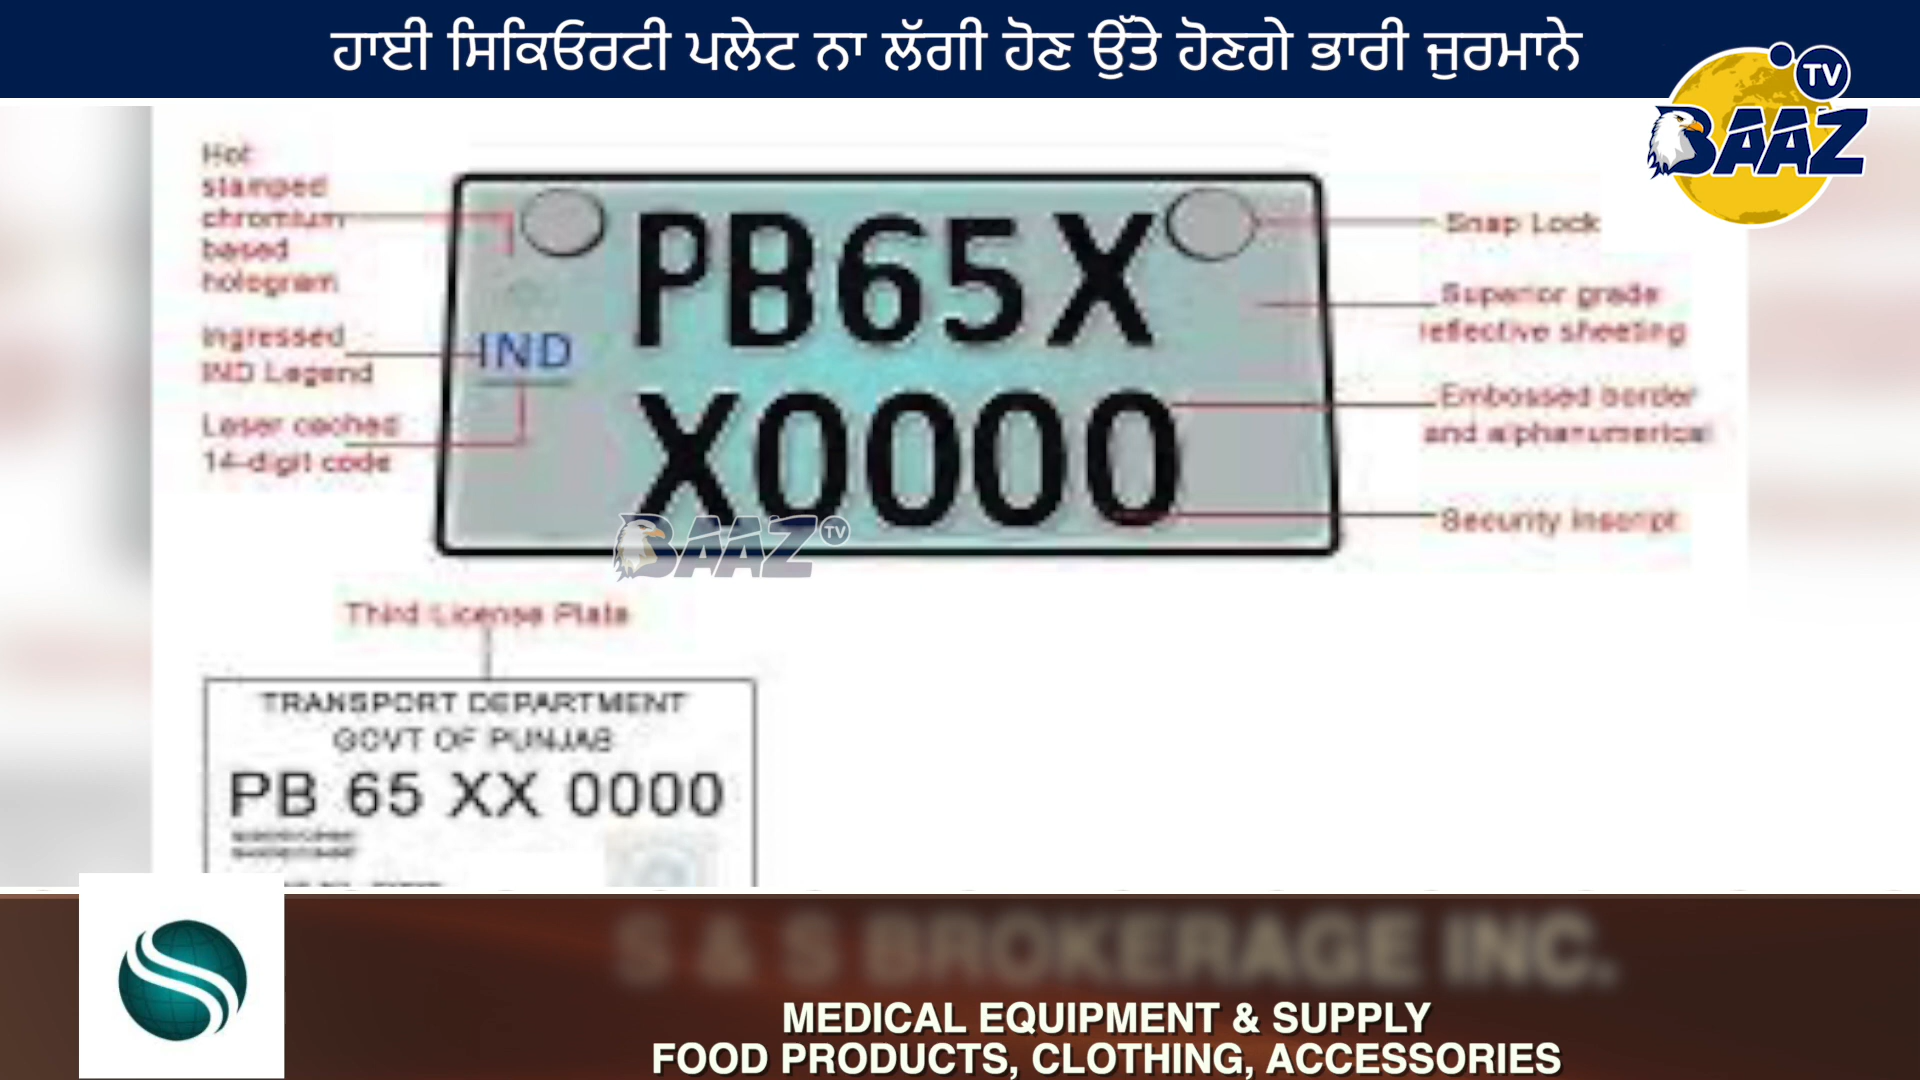 ਹਾਈ ਸਿਕਿਓਰਟੀ ਪਲੇਟ ਨਾ ਲੱਗੀ ਹੋਣ ਉੱਤੇ ਹੋਣਗੇ ਭਾਰੀ ਜੁਰਮਾਨੇ
TV
BAAZ
Hot
stamped
chromium
based
hologram
Ingressed
IND Legend
Laser cached
14-digit code
IND
PB65X
X0000
Snap Lock
Superior grade
reflective sheeting
Embossed border
and alphanumerical
Security Inscript
BAAZ TV
Third License Plate
TRANSPORT DEPARTMENT
GOVT OF PUNJAB
PB 65 XX 0000
S & S BROKERAGE INC.
MEDICAL EQUIPMENT & SUPPLY
FOOD PRODUCTS, CLOTHING, ACCESSORIES